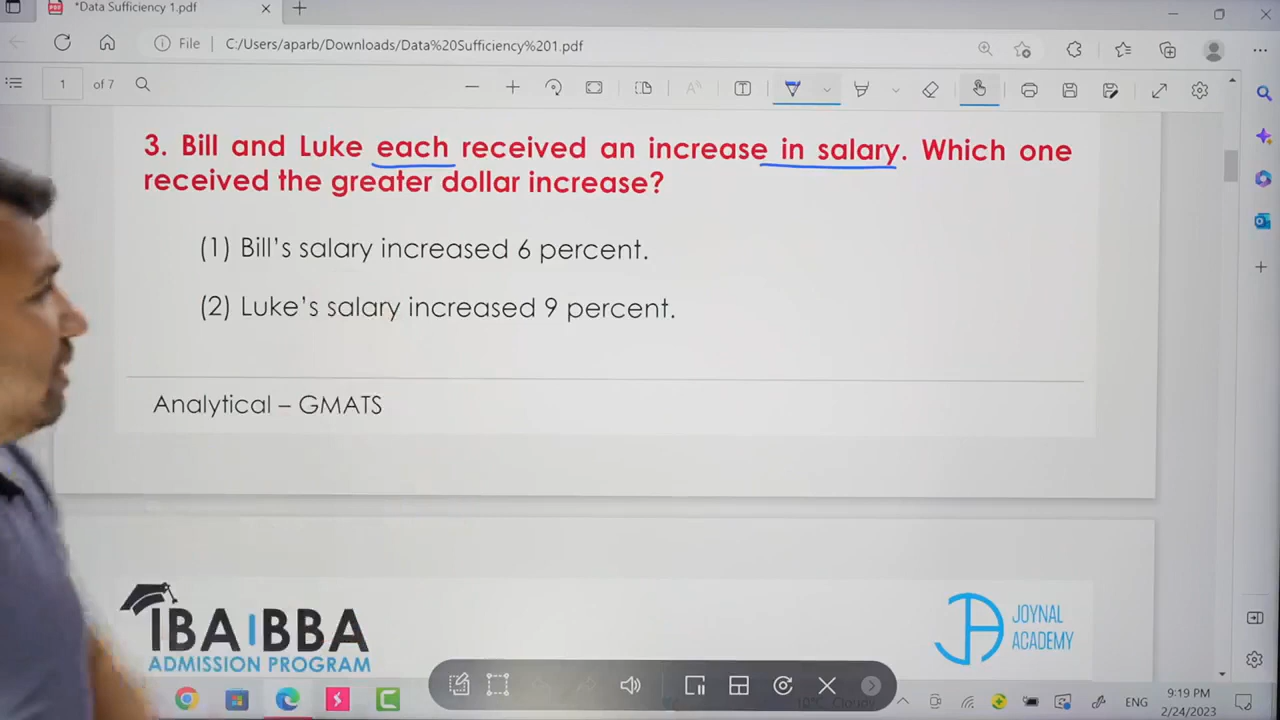 *Data Sufficiency 1.pdf
File
C:/Users/aparb/Downloads/Data%20Sufficiency%201.pdf
1 of 7
3. Bill and Luke each received an increase in salary. Which one
received the greater dollar increase?
(1) Bill's salary increased 6 percent.
(2) Luke's salary increased 9 percent.
Analytical – GMATS
IBA|BBA
ADMISSION PROGRAM
JOYNAL
ACADEMY
10°C Cloudy
ENG
9:19 PM
2/24/2023